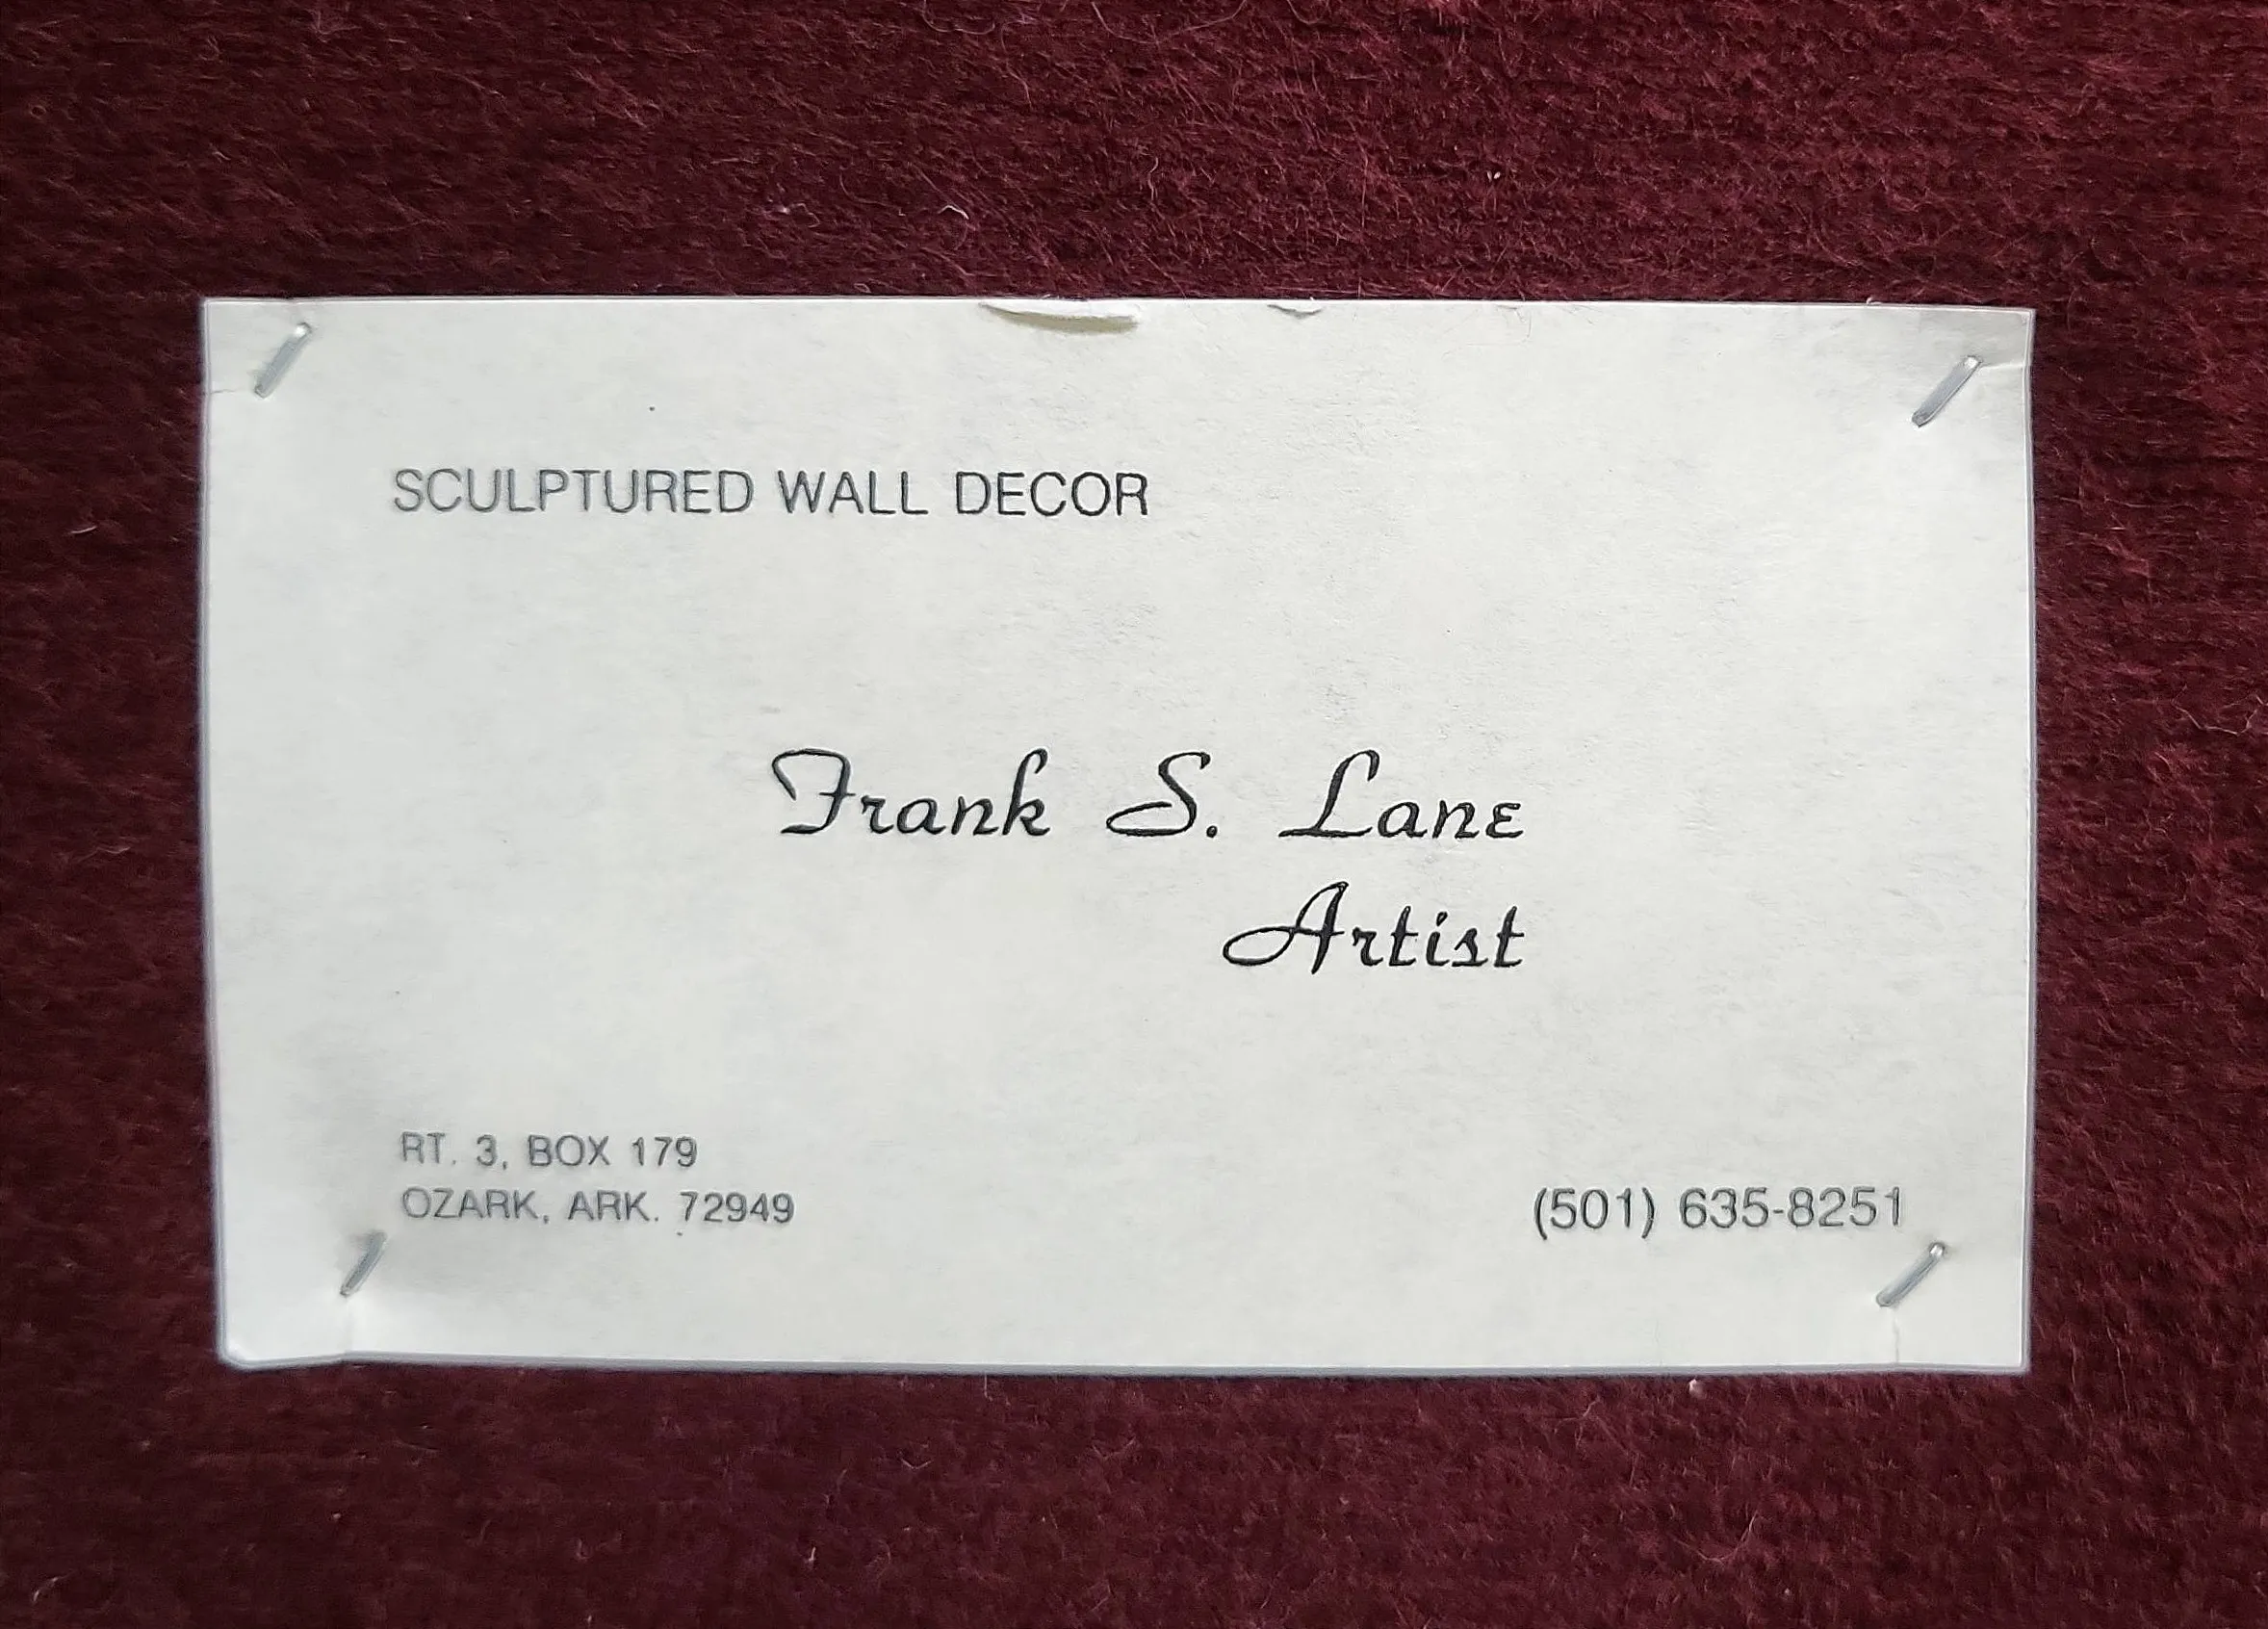 SCULPTURED WALL DECOR
Frank S. Lane
Artist
RT. 3, BOX 179
OZARK, ARK. 72949
(501) 635-8251